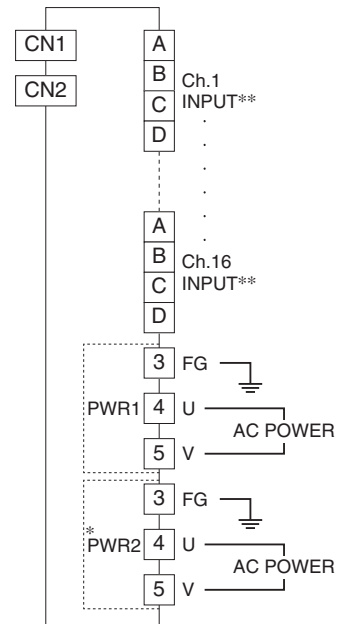 CN1
CN2
A
B
C
D
Ch.1
INPUT**
A
B
C
D
Ch.16
INPUT**
PWR1
3 FG
4 U
5 V
AC POWER
*
PWR2
3 FG
4 U
5 V
AC POWER